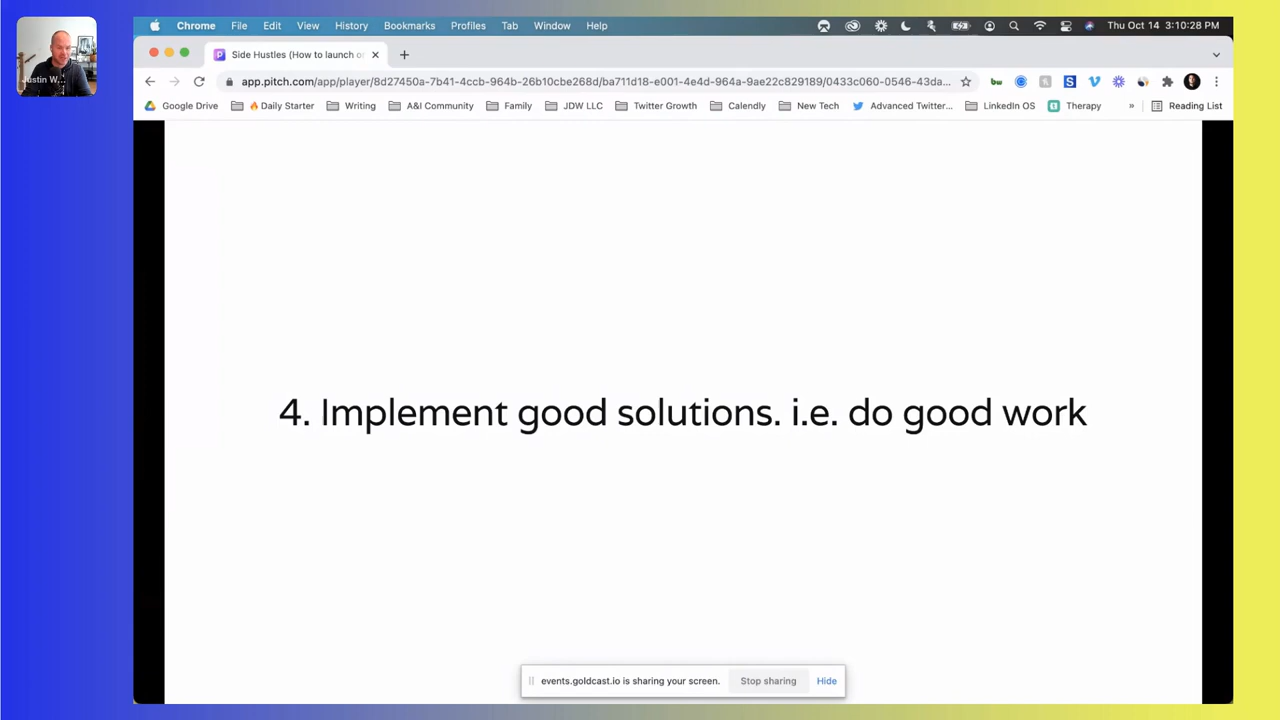 Chrome File Edit View History Bookmarks Profiles Tab Window Help Thu Oct 14 3:10:28 PM
Side Hustles (How to launch or
app.pitch.com/app/player/8d27450a-7b41-4ccb-964b-26b10cbe268d/ba711d18-e001-4e4d-964a-9ae22c829189/0433c060-0546-43da...
Google Drive Daily Starter Writing A&I Community Family JDW LLC Twitter Growth Calendly New Tech Advanced Twitter... LinkedIn OS Therapy » Reading List
Justin W...
4. Implement good solutions. i.e. do good work
events.goldcast.io is sharing your screen. Stop sharing Hide